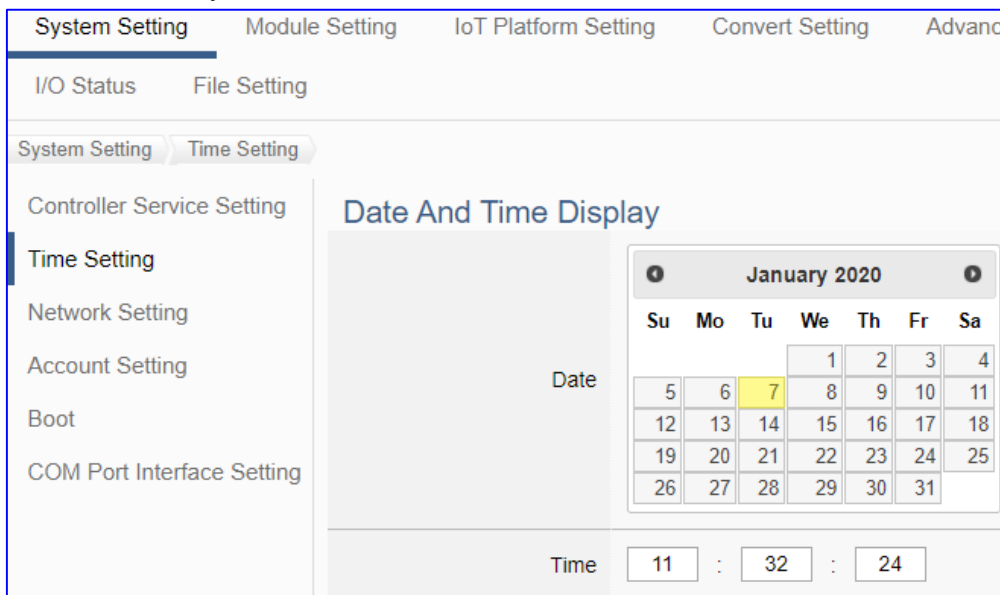 System Setting Module Setting IoT Platform Setting Convert Setting Advanc
I/O Status File Setting
System Setting Time Setting
Controller Service Setting
Time Setting
Network Setting
Account Setting
Boot
COM Port Interface Setting
Date And Time Display
Date
January 2020
Su Mo Tu We Th Fr Sa
1 2 3 4
5 6 7 8 9 10 11
12 13 14 15 16 17 18
19 20 21 22 23 24 25
26 27 28 29 30 31
Time 11 : 32 : 24